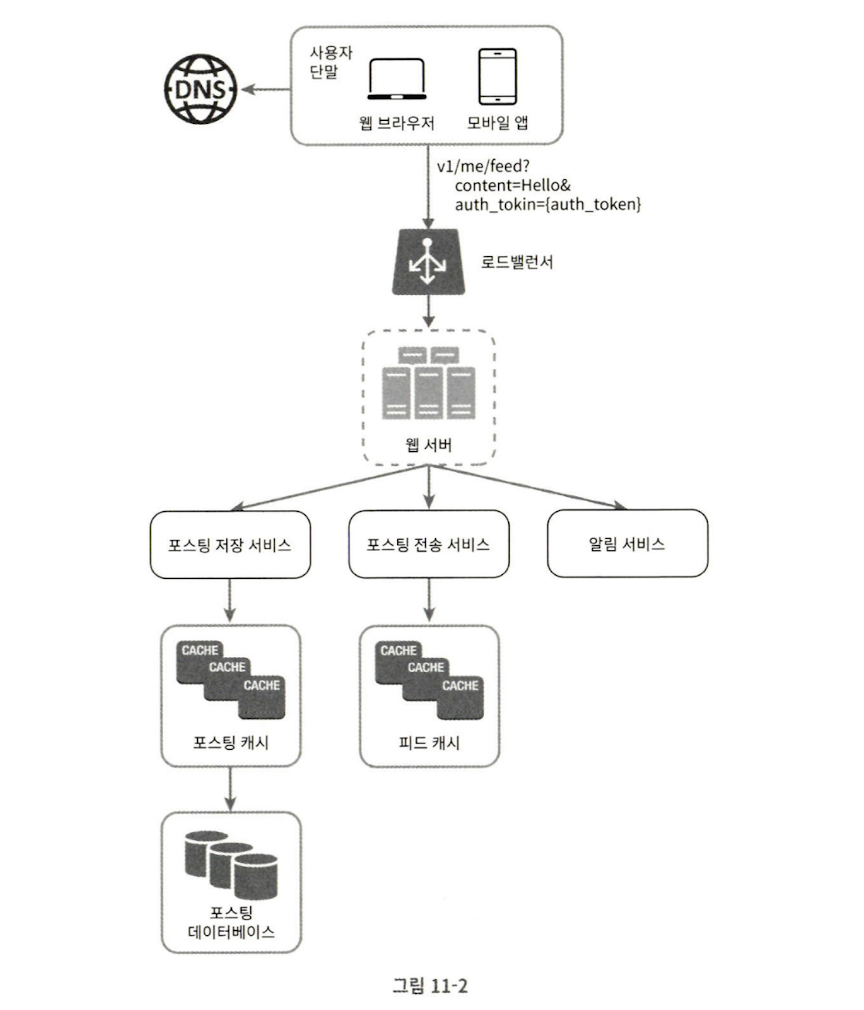 사용자
단말
DNS
웹 브라우저
모바일 앱
v1/me/feed?
content=Hello&
auth_tokin={auth_token}
로드밸런서
웹 서버
포스팅 저장 서비스
포스팅 전송 서비스
알림 서비스
CACHE
CACHE
CACHE
포스팅 캐시
CACHE
CACHE
CACHE
피드 캐시
포스팅
데이터베이스
그림 11-2